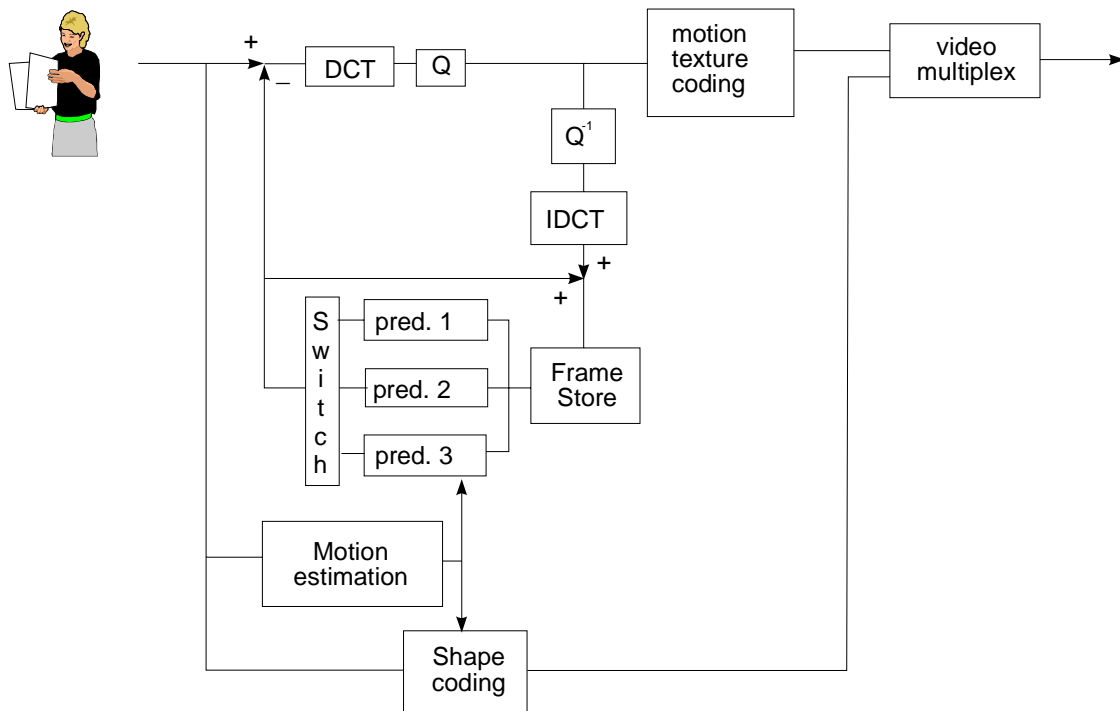 +
−
DCT
Q
motion
texture
coding
video
multiplex
Q-1
IDCT
+
+
S
w
i
t
c
h
pred. 1
pred. 2
pred. 3
Frame
Store
Motion
estimation
Shape
coding